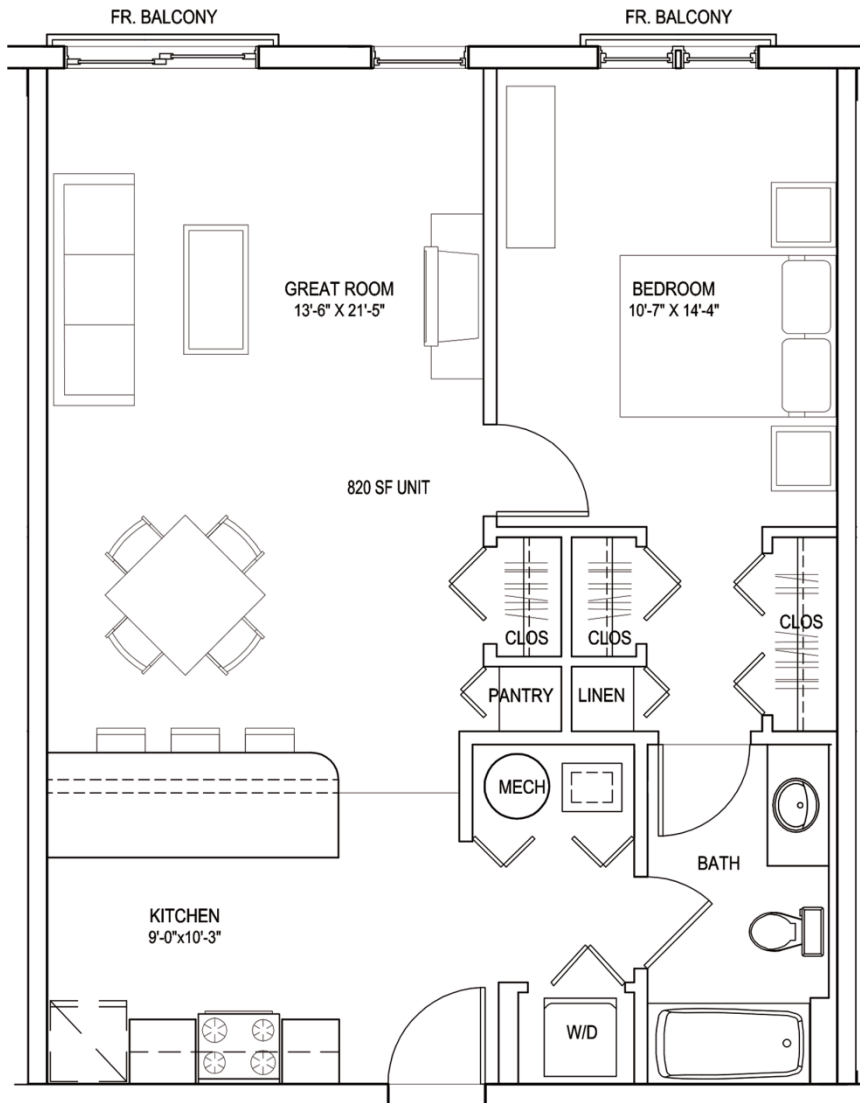 FR. BALCONY
FR. BALCONY
GREAT ROOM
13'-6" X 21'-5"
BEDROOM
10'-7" X 14'-4"
820 SF UNIT
CLOS
CLOS
CLOS
PANTRY
LINEN
MECH
BATH
KITCHEN
9'-0"x10'-3"
W/D